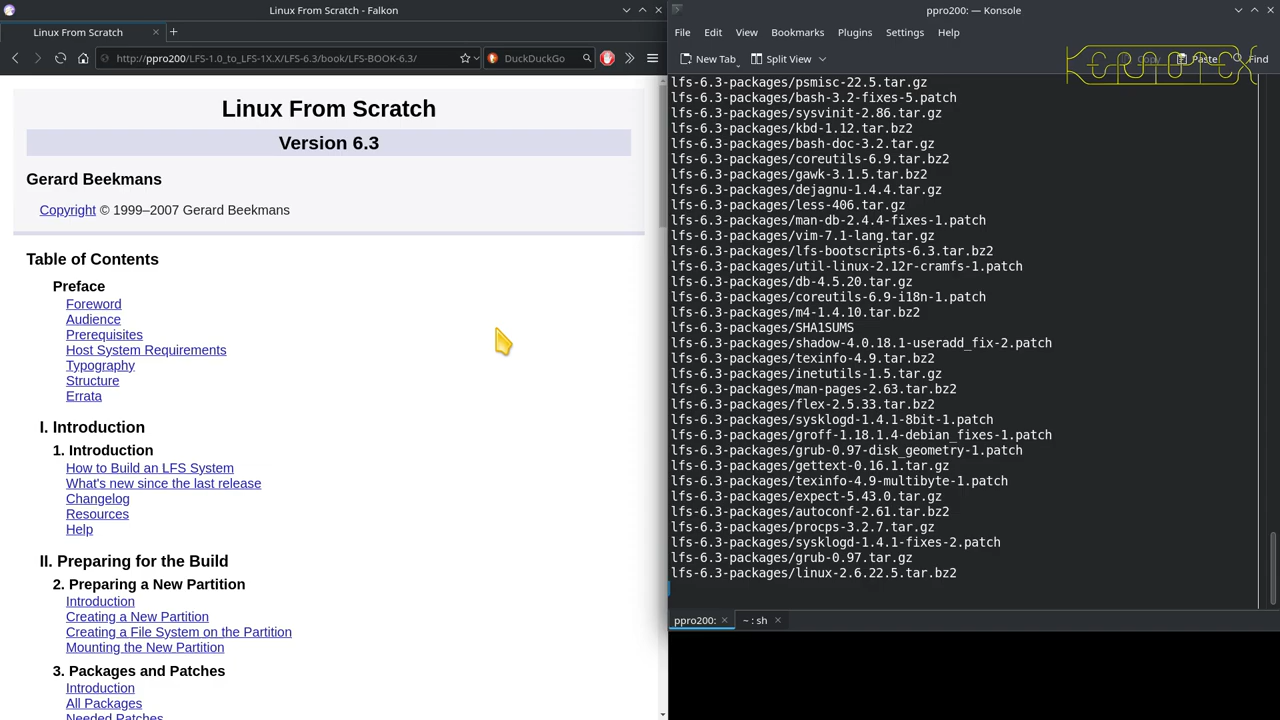 Linux From Scratch - Falkon
Linux From Scratch
http://ppro200/LFS-1.0_to_LFS-1X.X/LFS-6.3/book/LFS-BOOK-6.3/
DuckDuckGo
Linux From Scratch
Version 6.3
Gerard Beekmans
Copyright © 1999–2007 Gerard Beekmans
Table of Contents
Preface
Foreword
Audience
Prerequisites
Host System Requirements
Typography
Structure
Errata
I. Introduction
1. Introduction
How to Build an LFS System
What's new since the last release
Changelog
Resources
Help
II. Preparing for the Build
2. Preparing a New Partition
Introduction
Creating a New Partition
Creating a File System on the Partition
Mounting the New Partition
3. Packages and Patches
Introduction
All Packages
Needed Patches
ppro200: — Konsole
File Edit View Bookmarks Plugins Settings Help
New Tab Split View Copy Paste Find
lfs-6.3-packages/psmisc-22.5.tar.gz
lfs-6.3-packages/bash-3.2-fixes-5.patch
lfs-6.3-packages/sysvinit-2.86.tar.gz
lfs-6.3-packages/kbd-1.12.tar.bz2
lfs-6.3-packages/bash-doc-3.2.tar.gz
lfs-6.3-packages/coreutils-6.9.tar.bz2
lfs-6.3-packages/gawk-3.1.5.tar.bz2
lfs-6.3-packages/dejagnu-1.4.4.tar.gz
lfs-6.3-packages/less-406.tar.gz
lfs-6.3-packages/man-db-2.4.4-fixes-1.patch
lfs-6.3-packages/vim-7.1-lang.tar.gz
lfs-6.3-packages/lfs-bootscripts-6.3.tar.bz2
lfs-6.3-packages/util-linux-2.12r-cramfs-1.patch
lfs-6.3-packages/db-4.5.20.tar.gz
lfs-6.3-packages/coreutils-6.9-i18n-1.patch
lfs-6.3-packages/m4-1.4.10.tar.bz2
lfs-6.3-packages/SHA1SUMS
lfs-6.3-packages/shadow-4.0.18.1-useradd_fix-2.patch
lfs-6.3-packages/texinfo-4.9.tar.bz2
lfs-6.3-packages/inetutils-1.5.tar.gz
lfs-6.3-packages/man-pages-2.63.tar.bz2
lfs-6.3-packages/flex-2.5.33.tar.bz2
lfs-6.3-packages/sysklogd-1.4.1-8bit-1.patch
lfs-6.3-packages/groff-1.18.1.4-debian_fixes-1.patch
lfs-6.3-packages/grub-0.97-disk_geometry-1.patch
lfs-6.3-packages/gettext-0.16.1.tar.gz
lfs-6.3-packages/texinfo-4.9-multibyte-1.patch
lfs-6.3-packages/expect-5.43.0.tar.gz
lfs-6.3-packages/autoconf-2.61.tar.bz2
lfs-6.3-packages/procps-3.2.7.tar.gz
lfs-6.3-packages/sysklogd-1.4.1-fixes-2.patch
lfs-6.3-packages/grub-0.97.tar.gz
lfs-6.3-packages/linux-2.6.22.5.tar.bz2
ppro200: ~ : sh